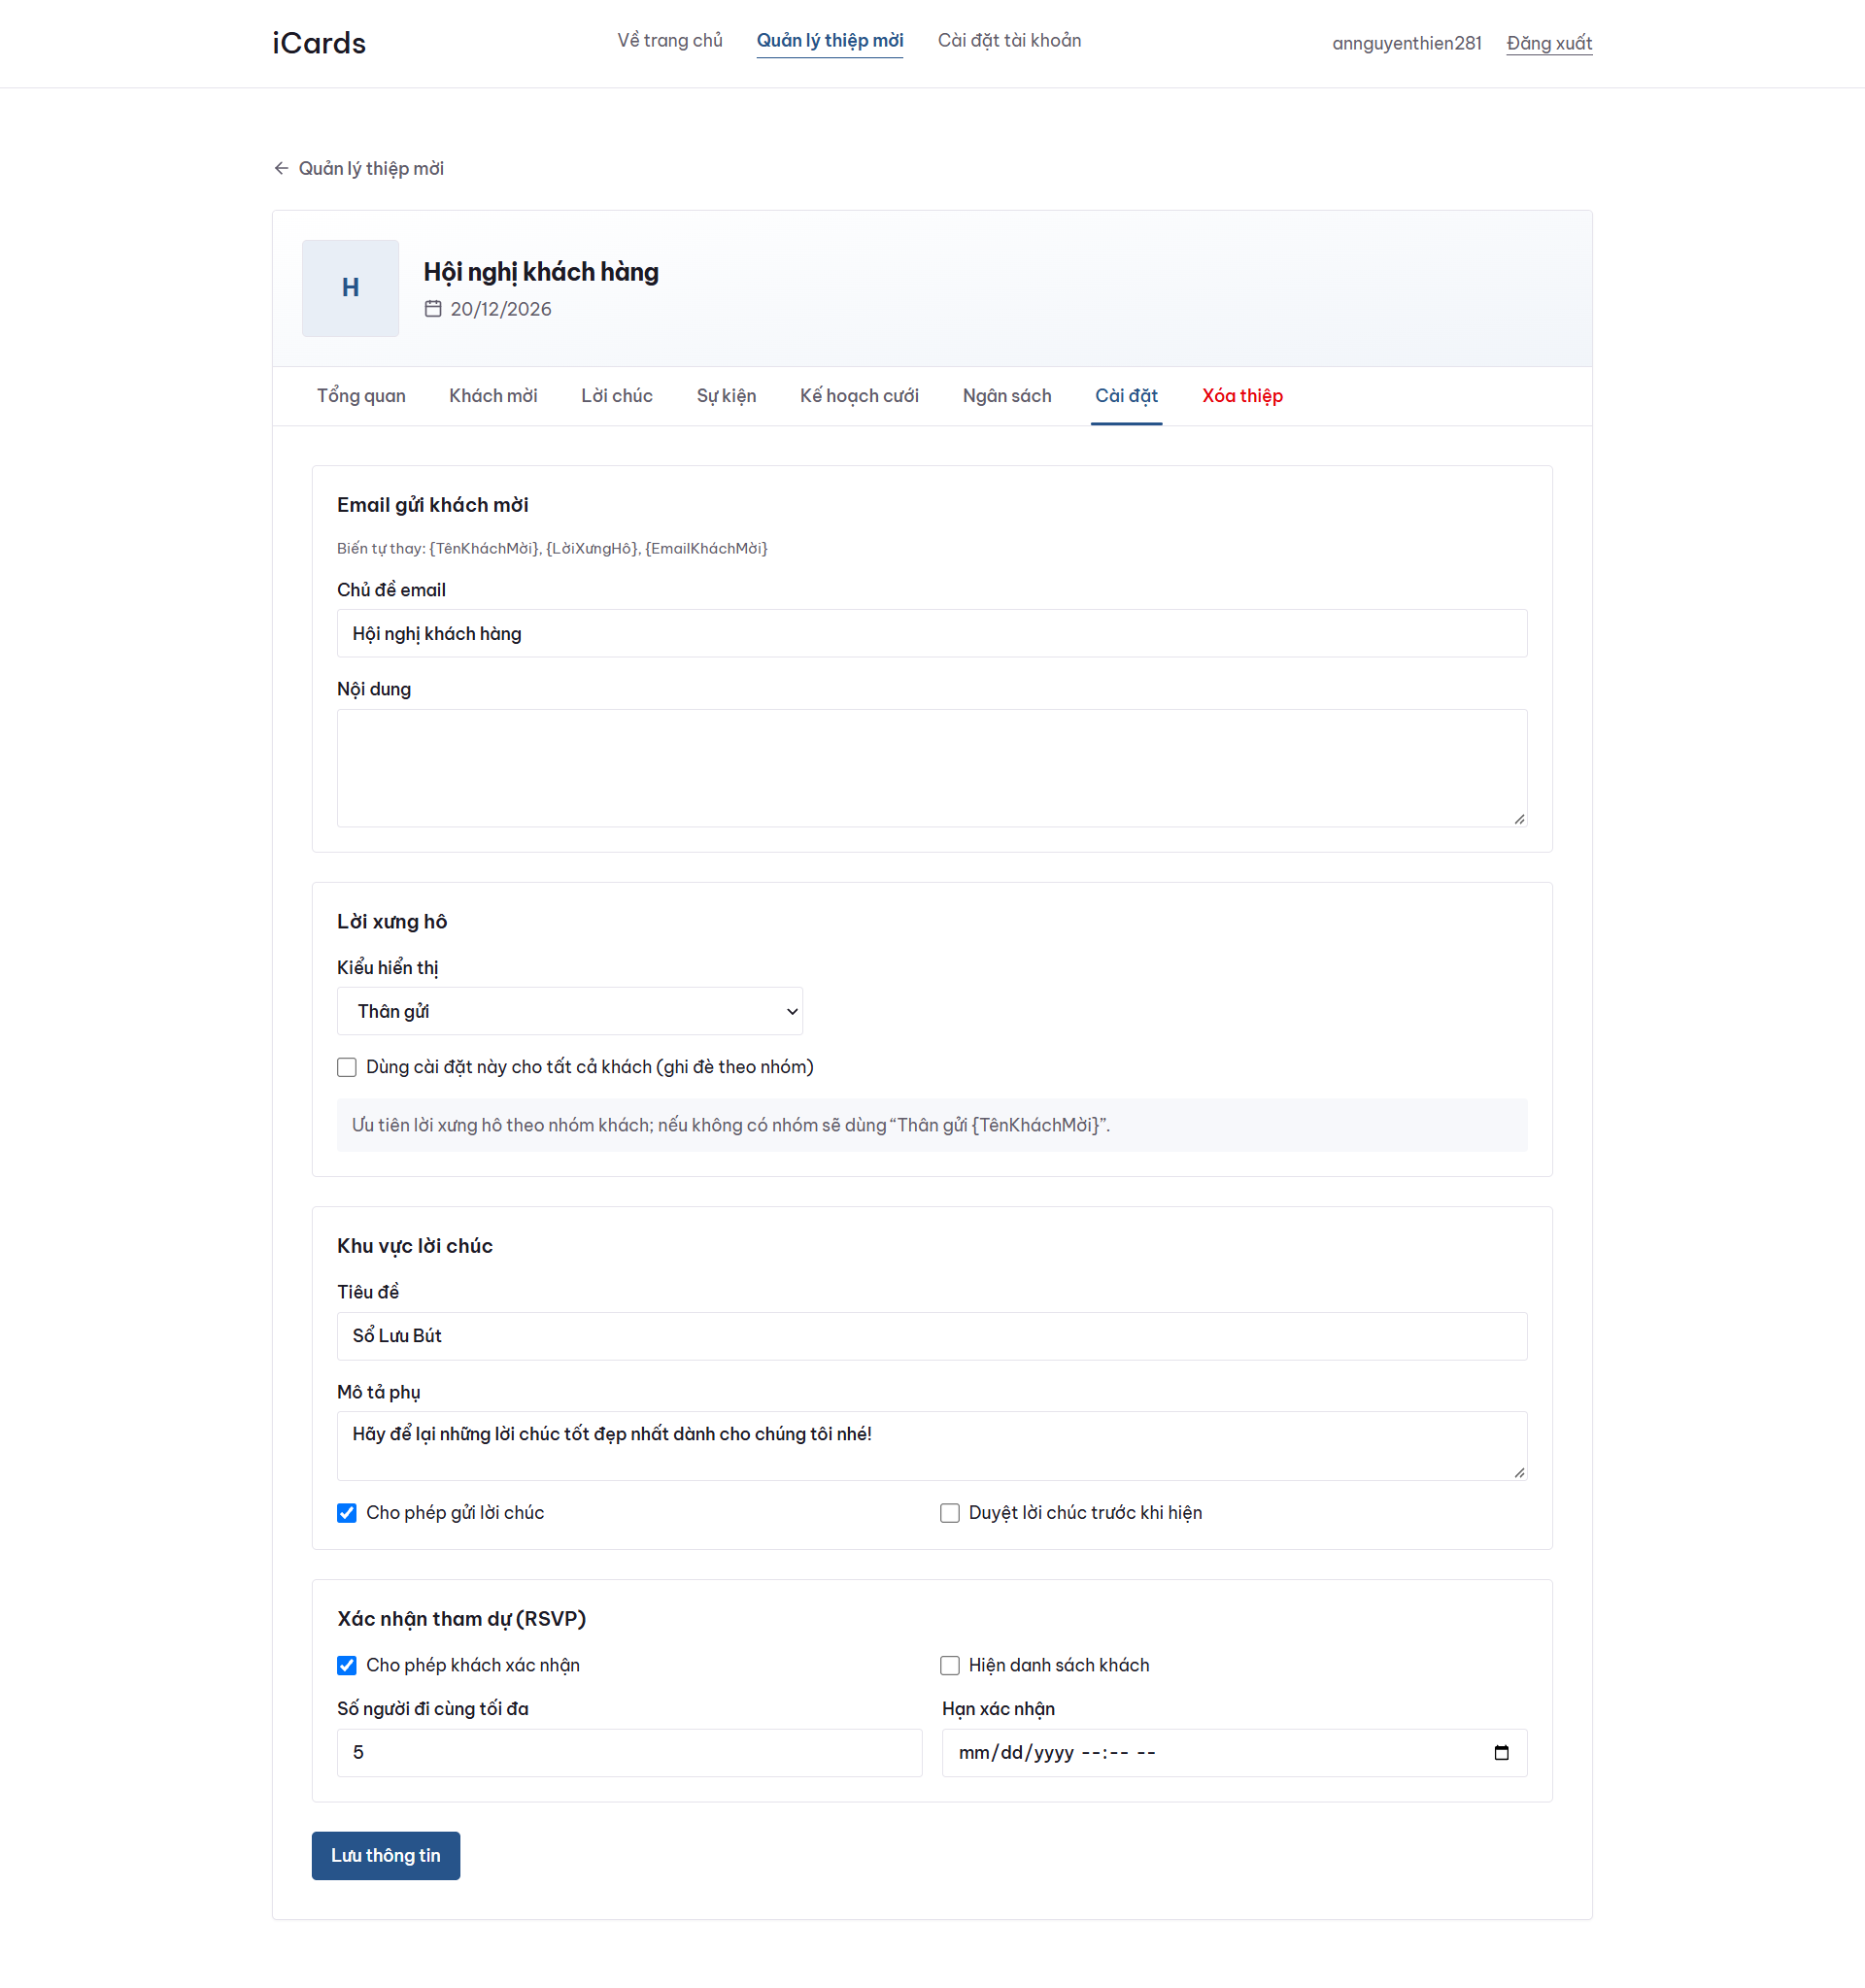 iCards
Về trang chủ
Quản lý thiệp mời
Cài đặt tài khoản
annguyenthien281
Đăng xuất
Quản lý thiệp mời
H
Hội nghị khách hàng
20/12/2026
Tổng quan
Khách mời
Lời chúc
Sự kiện
Kế hoạch cưới
Ngân sách
Cài đặt
Xóa thiệp
Email gửi khách mời
Biến tự thay: {TênKháchMời}, {LờiXưngHô}, {EmailKháchMời}
Chủ đề email
Hội nghị khách hàng
Nội dung
Lời xưng hô
Kiểu hiển thị
Thân gửi
Dùng cài đặt này cho tất cả khách (ghi đè theo nhóm)
Ưu tiên lời xưng hô theo nhóm khách; nếu không có nhóm sẽ dùng “Thân gửi {TênKháchMời}”.
Khu vực lời chúc
Tiêu đề
Sổ Lưu Bút
Mô tả phụ
Hãy để lại những lời chúc tốt đẹp nhất dành cho chúng tôi nhé!
Cho phép gửi lời chúc
Duyệt lời chúc trước khi hiện
Xác nhận tham dự (RSVP)
Cho phép khách xác nhận
Hiện danh sách khách
Số người đi cùng tối đa
Hạn xác nhận
5
mm/dd/yyyy --:-- --
Lưu thông tin